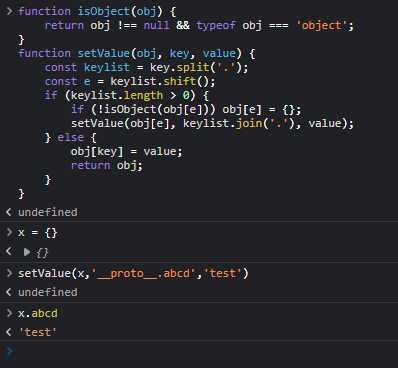 function isObject(obj) {
return obj !== null && typeof obj === 'object';
}
function setValue(obj, key, value) {
const keylist = key.split('.');
const e = keylist.shift();
if (keylist.length > 0) {
if (!isObject(obj[e])) obj[e] = {};
setValue(obj[e], keylist.join('.'), value);
} else {
obj[key] = value;
return obj;
}
}
undefined
x = {}
{}
setValue(x,'__proto__.abcd','test')
undefined
x.abcd
'test'